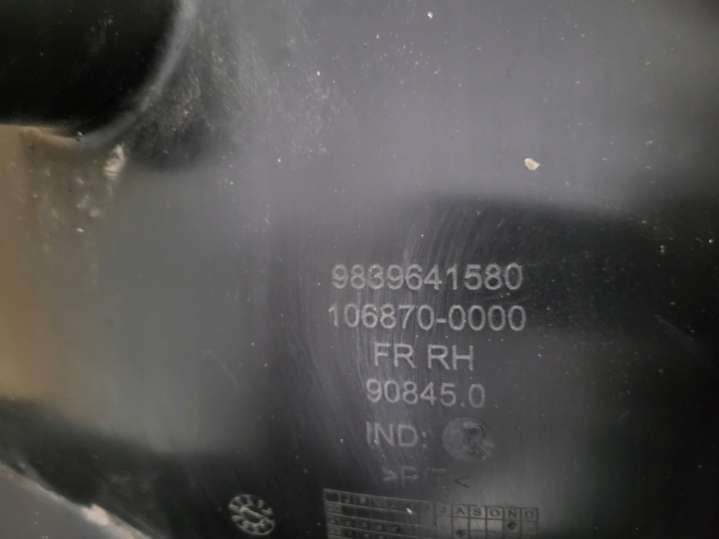 9839641580
106870-0000
FR RH
90845.0
IND:
J A S O N D